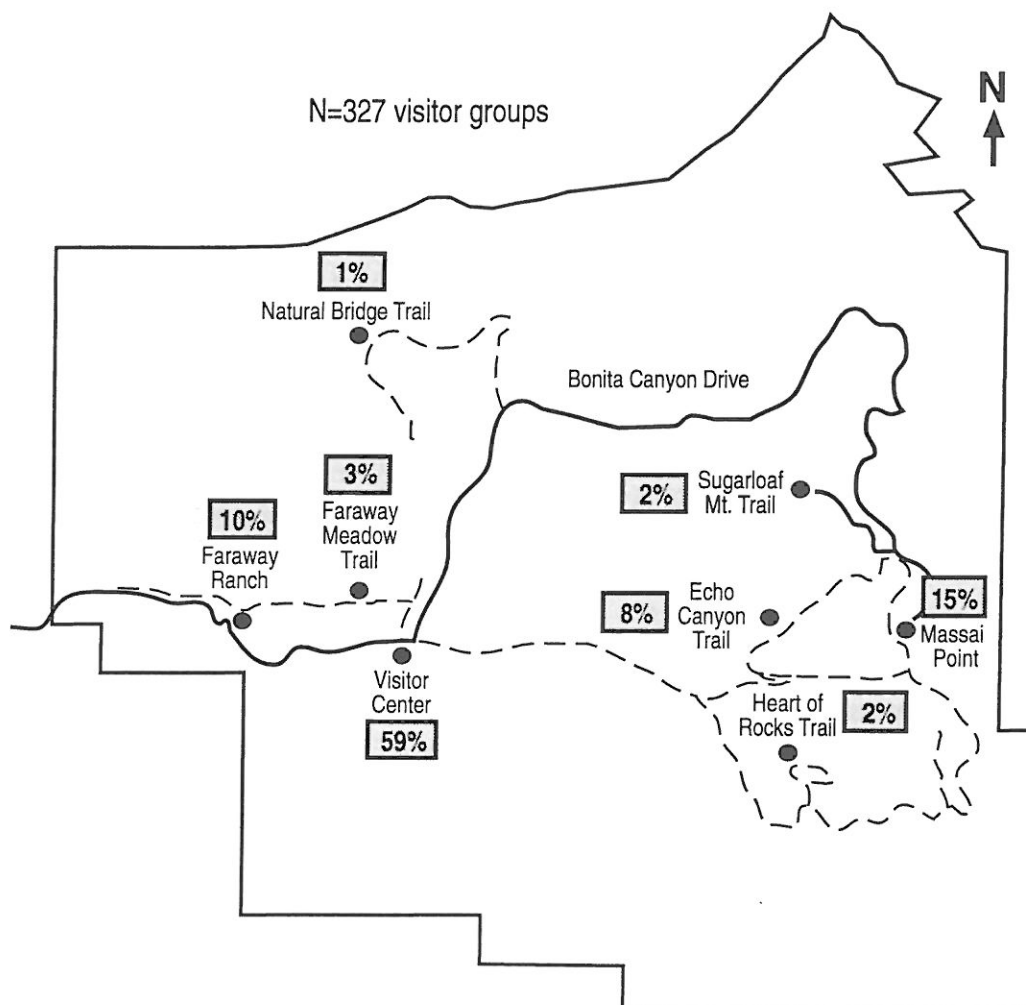 N=327 visitor groups
N
1%
Natural Bridge Trail
Bonita Canyon Drive
3%
Faraway
Meadow
Trail
10%
Faraway
Ranch
2%
Sugarloaf
Mt. Trail
8%
Echo
Canyon
Trail
15%
Massai
Point
Visitor
Center
59%
Heart of
Rocks Trail
2%